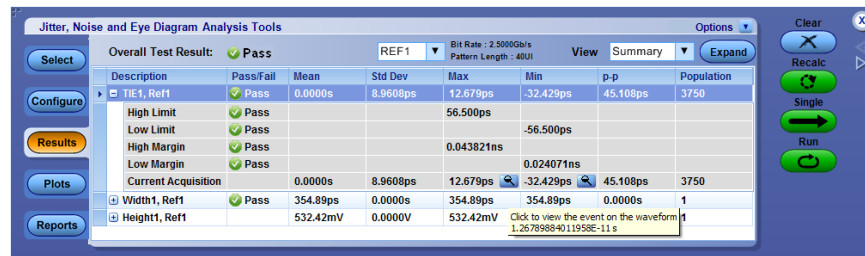 Jitter, Noise and Eye Diagram Analysis Tools
Options
Clear
X
Select
Overall Test Result: Pass
REF1
Bit Rate : 2.5000Gb/s
Pattern Length : 40UI
View
Summary
Expand
Recalc
Description Pass/Fail Mean Std Dev Max Min p-p Population
TIE1, Ref1 Pass 0.0000s 8.9608ps 12.679ps -32.429ps 45.108ps 3750
Single
Configure
High Limit Pass 56.500ps
Low Limit Pass -56.500ps
Results
High Margin Pass 0.043821ns
Run
Low Margin Pass 0.024071ns
Plots
Current Acquisition 0.0000s 8.9608ps 12.679ps -32.429ps 45.108ps 3750
Width1, Ref1 Pass 354.89ps 0.0000s 354.89ps 354.89ps 0.0000s 1
Height1, Ref1 532.42mV 0.0000V 532.42mV 1
Click to view the event on the waveform
1.26789884011958E-11 s
Reports